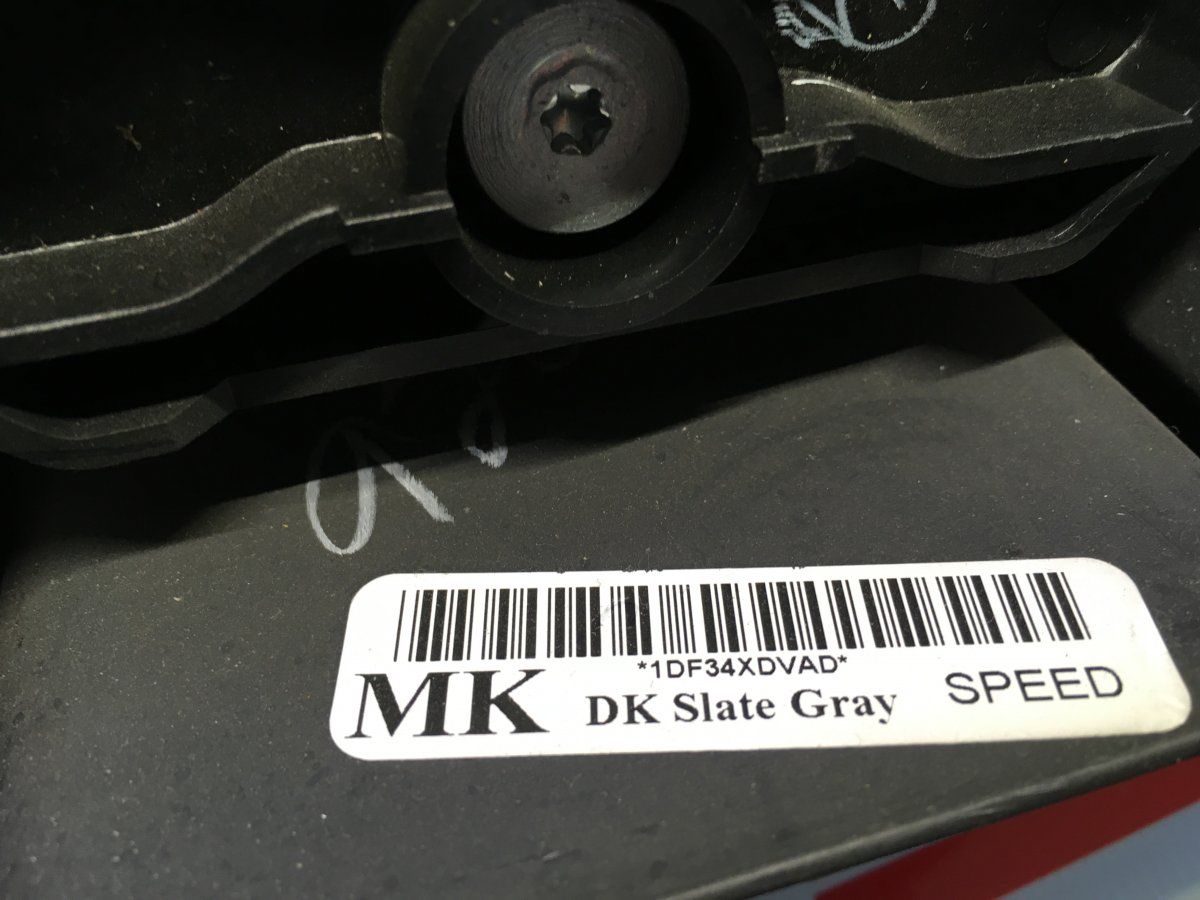 *1DF34XDVAD*
MK DK Slate Gray SPEED